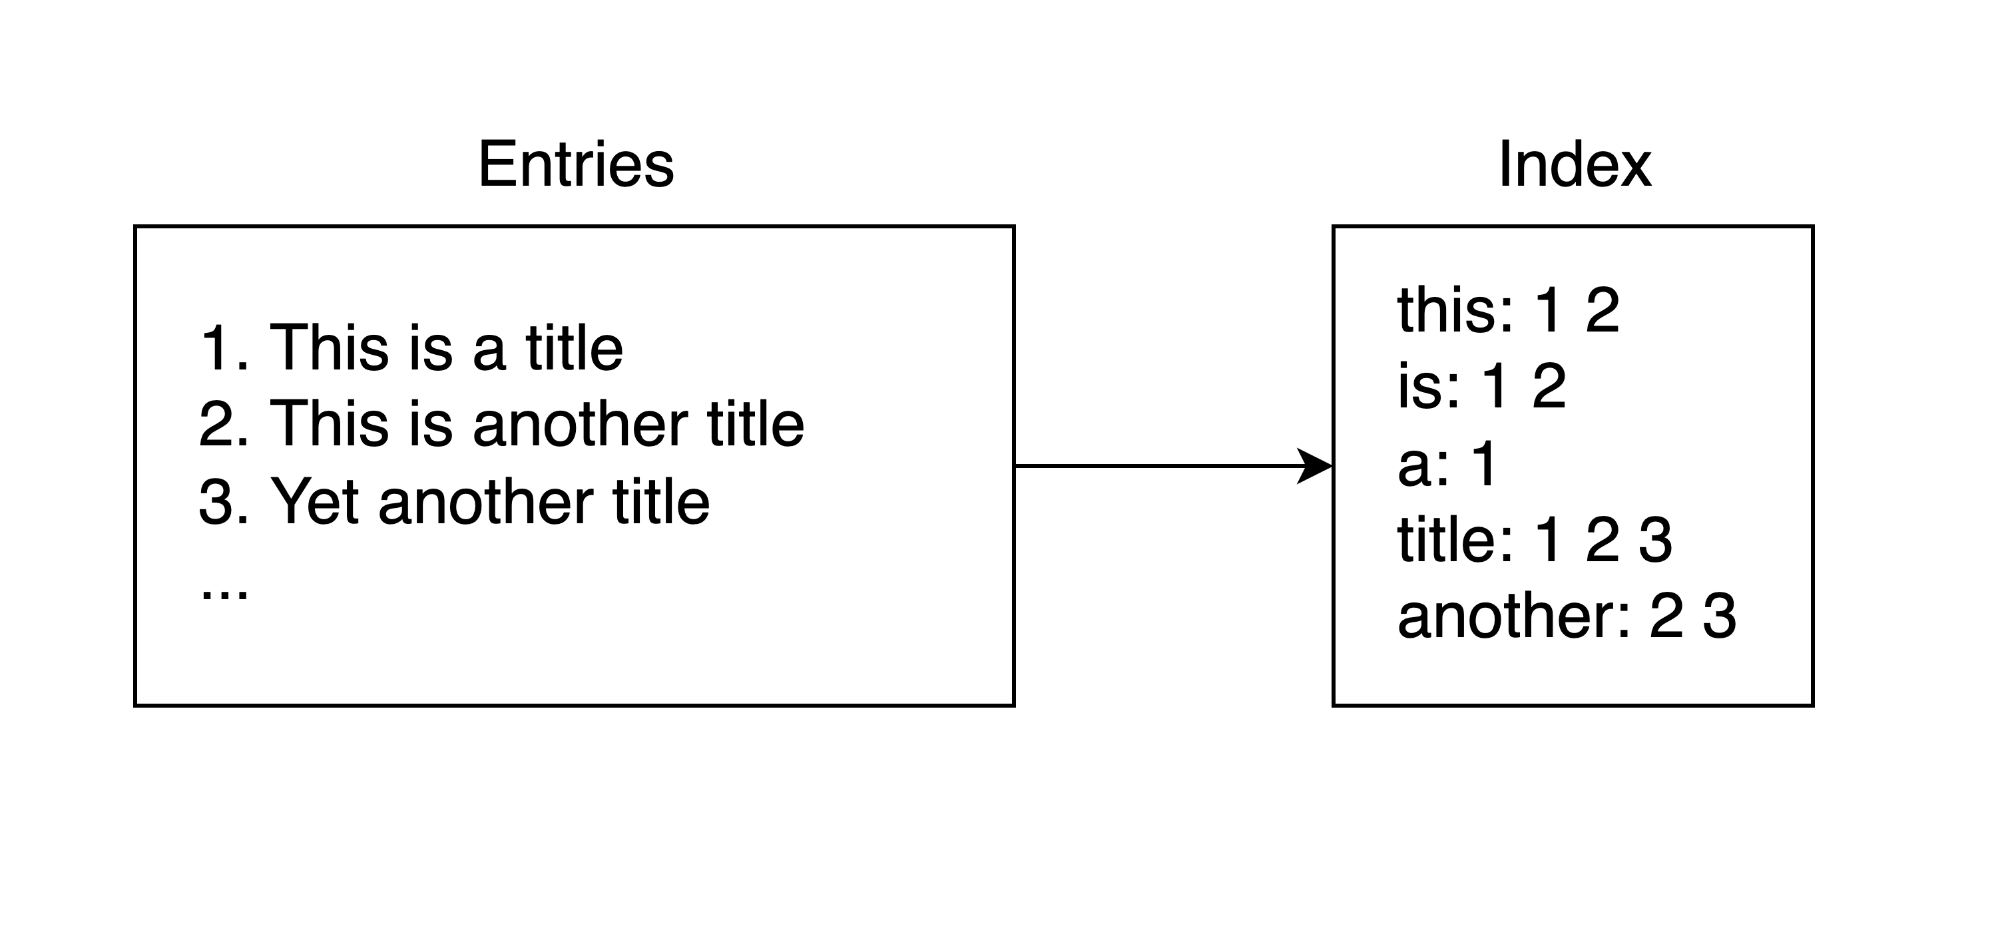 Entries
1. This is a title
2. This is another title
3. Yet another title
...
Index
this: 1 2
is: 1 2
a: 1
title: 1 2 3
another: 2 3